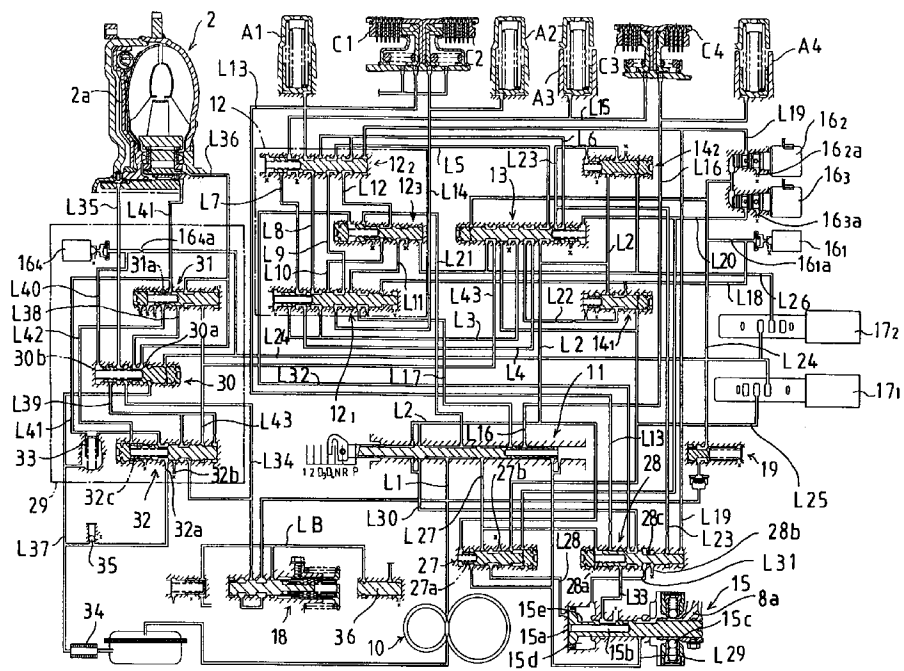 A1
C1
C2
A2
A3
C3
C4
A4
2
2a
L13
12
L15
L19
16₂
16₂a
16₃
16₃a
16₁
16₁a
L36
L5
L6
L23
14₂
L16
12₂
12₃
L12
L14
13
L7
L35
L41
L8
L9
L10
L11
L21
L43
L2
L20
L18
L26
16₄
16₄a
31a
31
L40
L38
L42
30a
30b
30
L22
14₁
L3
L24
L4
L2
L24
17₂
17₁
L32
12₁
L17
L39
L41
L43
L2
L16
11
L13
33
L34
1 2 D₃ D₄ N R P
19
29
32c
32
32b
32a
L1
L30
L27
27b
28
28c
L19
L23
L25
28b
L37
35
LB
27
27a
L28
28a
L33
L31
15
8a
15e
15a
15d
15b
15c
L29
34
18
36
10